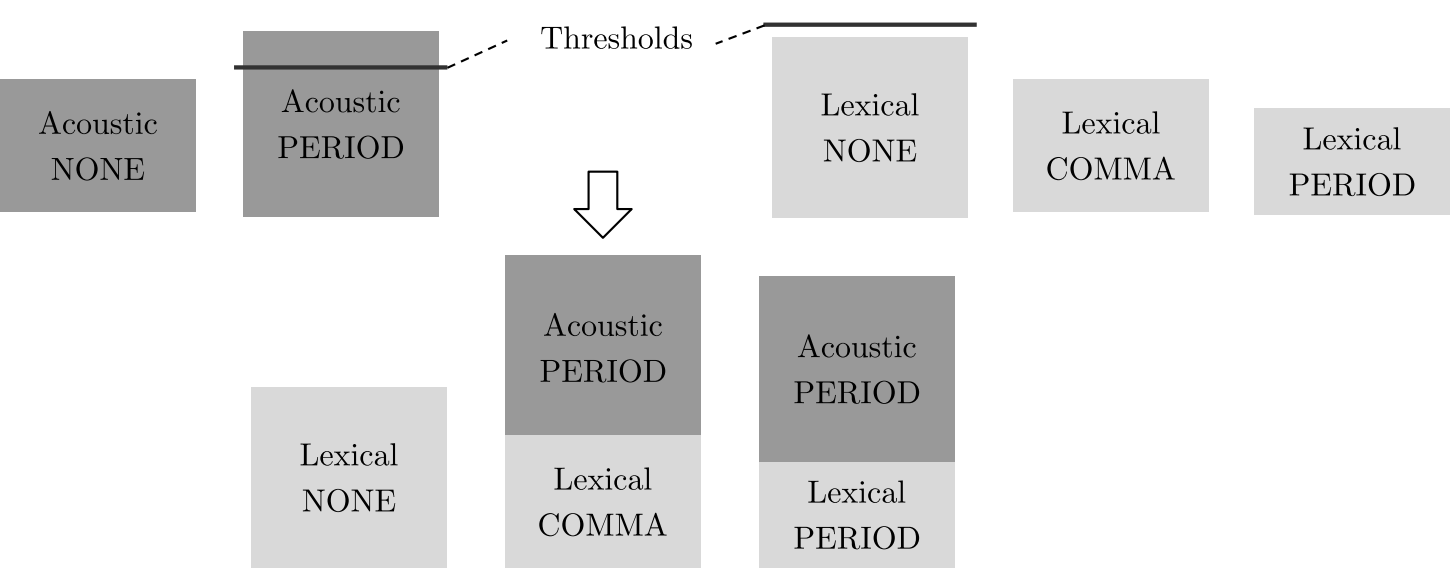 Thresholds
Acoustic
NONE
Acoustic
PERIOD
Lexical
NONE
Lexical
COMMA
Lexical
PERIOD
Acoustic
PERIOD
Acoustic
PERIOD
Lexical
NONE
Lexical
COMMA
Lexical
PERIOD